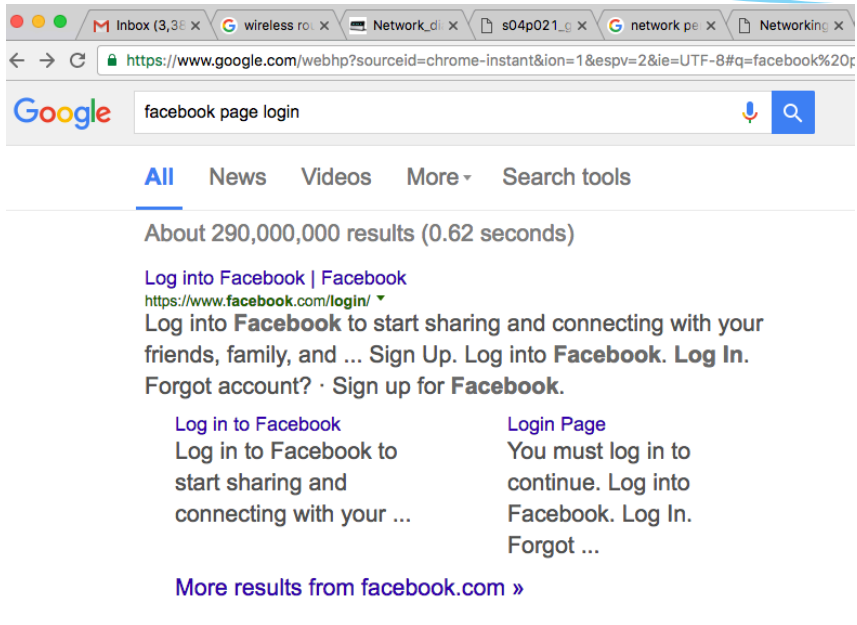 Inbox (3,38 wireless rou Network_di s04p021_g network pe Networking
https://www.google.com/webhp?sourceid=chrome-instant&ion=1&espv=2&ie=UTF-8#q=facebook%20p
Google facebook page login
All News Videos More Search tools
About 290,000,000 results (0.62 seconds)
Log into Facebook | Facebook
https://www.facebook.com/login/
Log into Facebook to start sharing and connecting with your
friends, family, and ... Sign Up. Log into Facebook. Log In.
Forgot account? · Sign up for Facebook.
Log in to Facebook
Log in to Facebook to
start sharing and
connecting with your ...
Login Page
You must log in to
continue. Log into
Facebook. Log In.
Forgot ...
More results from facebook.com »